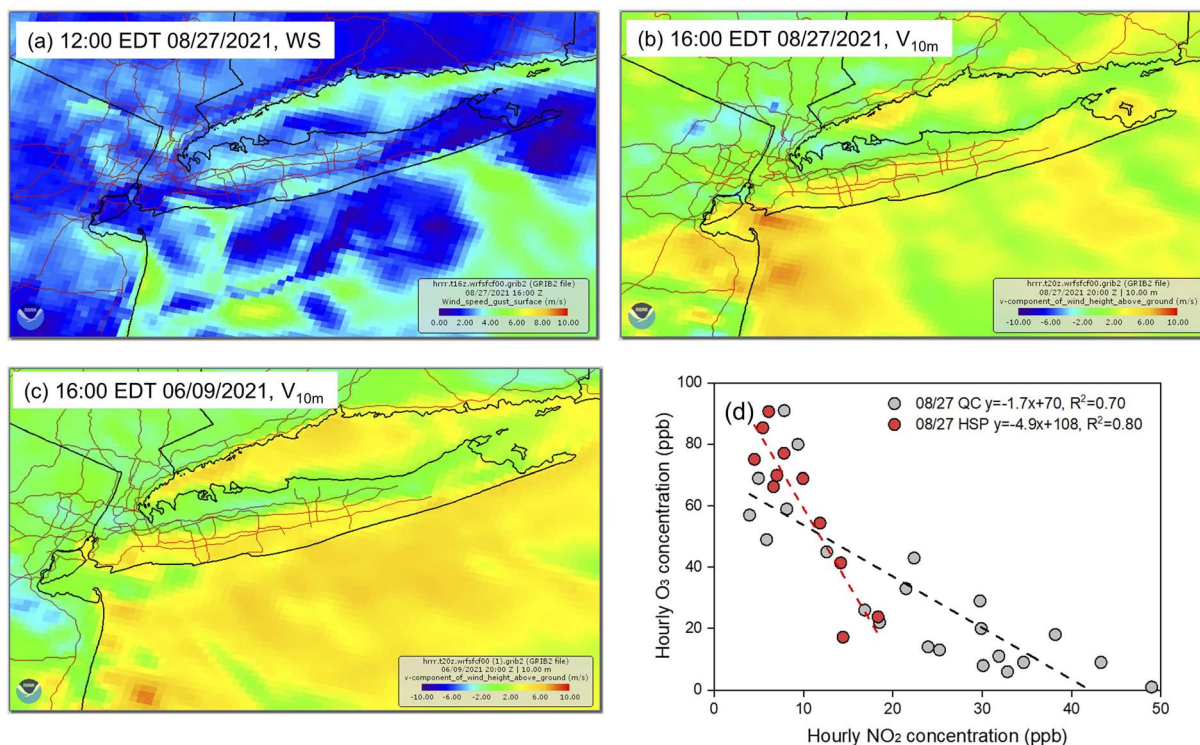 (a) 12:00 EDT 08/27/2021, WS
hrrr.t16z.wrfsfcf00.grib2 (GRIB2 file)
08/27/2021 16:00 Z
Wind_speed_gust_surface (m/s)
0.00 2.00 4.00 6.00 8.00 10.00
NOAA
(b) 16:00 EDT 08/27/2021, V10m
hrrr.t20z.wrfsfcf00.grib2 (GRIB2 file)
08/27/2021 20:00 Z | 10.00 m
v-component_of_wind_height_above_ground (m/s)
-10.00 -6.00 -2.00 2.00 6.00 10.00
NOAA
(c) 16:00 EDT 06/09/2021, V10m
hrrr.t20z.wrfsfcf00 (1).grib2 (GRIB2 file)
06/09/2021 20:00 Z | 10.00 m
v-component_of_wind_height_above_ground (m/s)
-10.00 -6.00 -2.00 2.00 6.00 10.00
NOAA
(d)
08/27 QC y=-1.7x+70, R²=0.70
08/27 HSP y=-4.9x+108, R²=0.80
Hourly O3 concentration (ppb)
100
80
60
40
20
0
0 10 20 30 40 50
Hourly NO2 concentration (ppb)